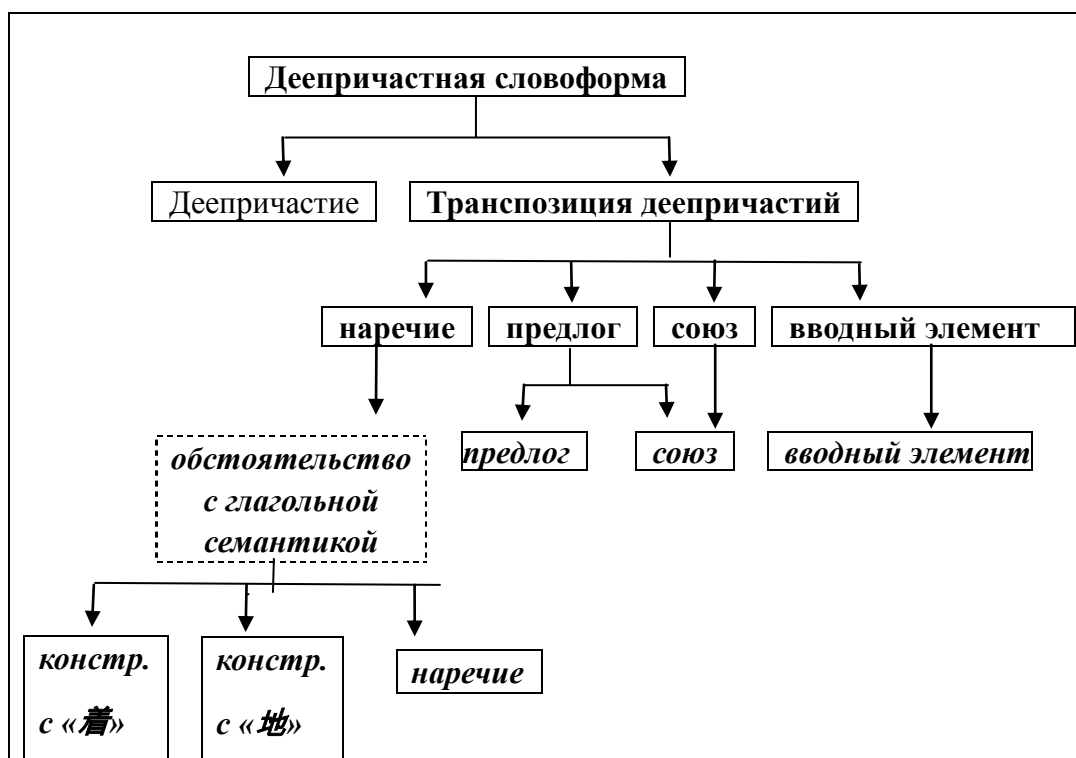 Деепричастная словоформа
Деепричастие
Транспозиция деепричастий
наречие
предлог
союз
вводный элемент
обстоятельство
с глагольной
семантикой
предлог
союз
вводный элемент
констр.
с «着»
констр.
с «地»
наречие